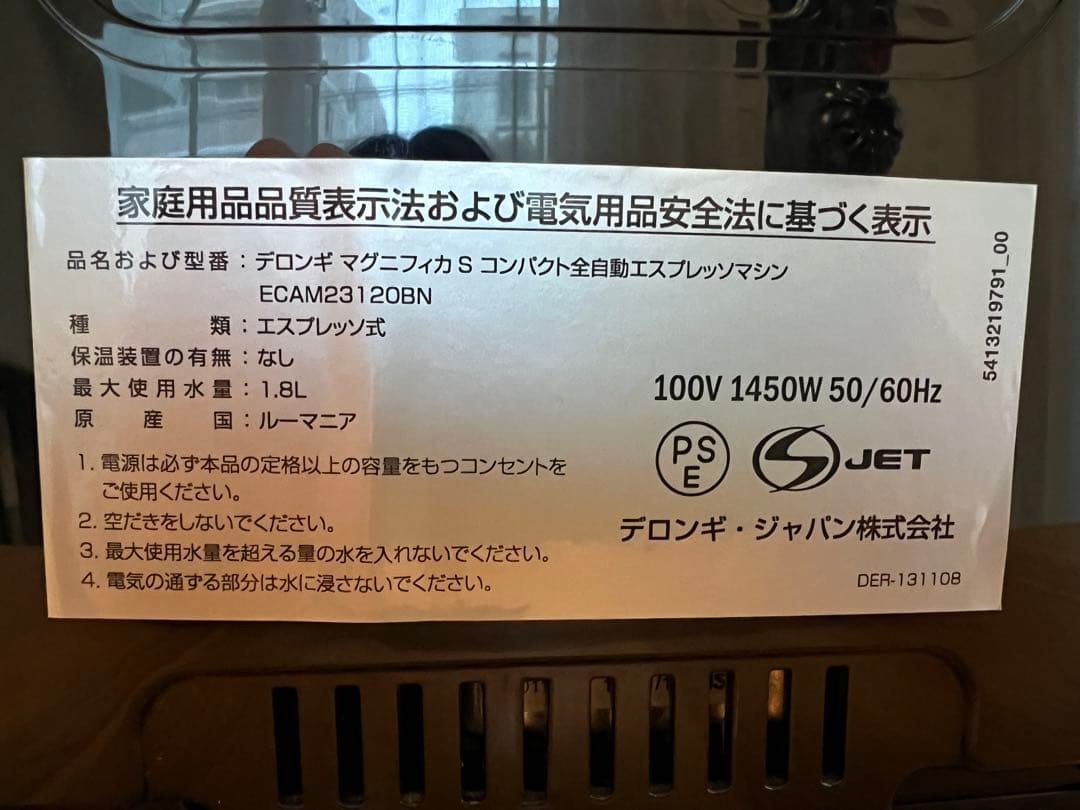 家庭用品品質表示法および電気用品安全法に基づく表示
品名および型番：デロンギ マグニフィカ S コンパクト全自動エスプレッソマシン
ECAM23120BN
種類：エスプレッソ式
保温装置の有無：なし
最大使用水量：1.8L
原産国：ルーマニア
1. 電源は必ず本品の定格以上の容量をもつコンセントを
ご使用ください。
2. 空だきをしないでください。
3. 最大使用水量を超える量の水を入れないでください。
4. 電気の通ずる部分は水に浸さないでください。
100V 1450W 50/60Hz
PS
E
JET
デロンギ・ジャパン株式会社
DER-131108
5413219791_00